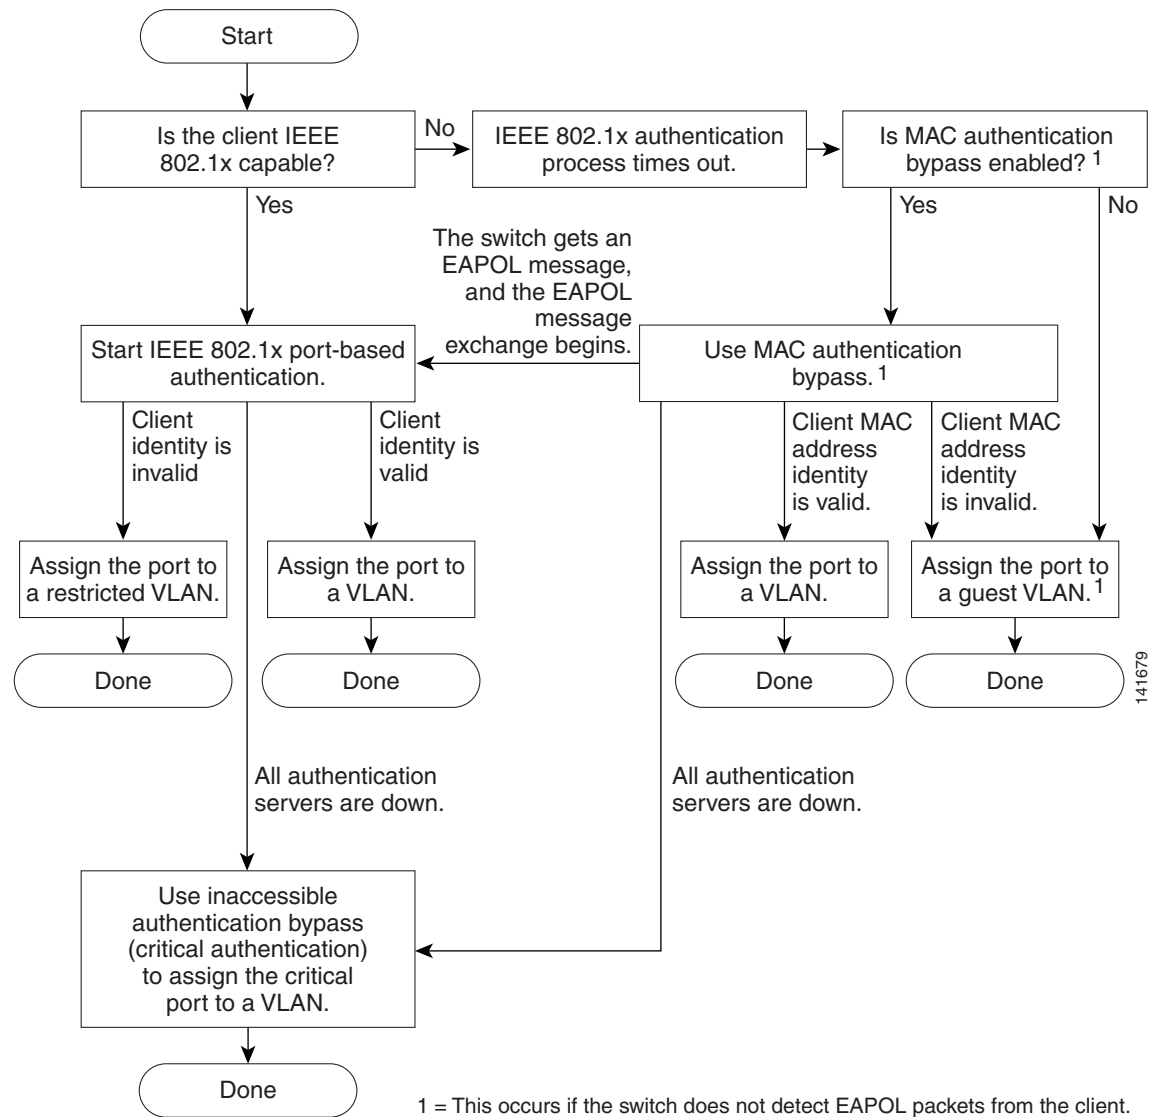 Start
Is the client IEEE
802.1x capable?
No
IEEE 802.1x authentication
process times out.
Is MAC authentication
bypass enabled? 1
Yes
Yes
No
The switch gets an
EAPOL message,
and the EAPOL
message
exchange begins.
Start IEEE 802.1x port-based
authentication.
Use MAC authentication
bypass. 1
Client
identity is
invalid
Client
identity is
valid
Client MAC
address
identity
is valid.
Client MAC
address
identity
is invalid.
Assign the port to
a restricted VLAN.
Assign the port to
a VLAN.
Assign the port to
a VLAN.
Assign the port to
a guest VLAN. 1
Done
Done
Done
Done
141679
All authentication
servers are down.
All authentication
servers are down.
Use inaccessible
authentication bypass
(critical authentication)
to assign the critical
port to a VLAN.
Done
1 = This occurs if the switch does not detect EAPOL packets from the client.